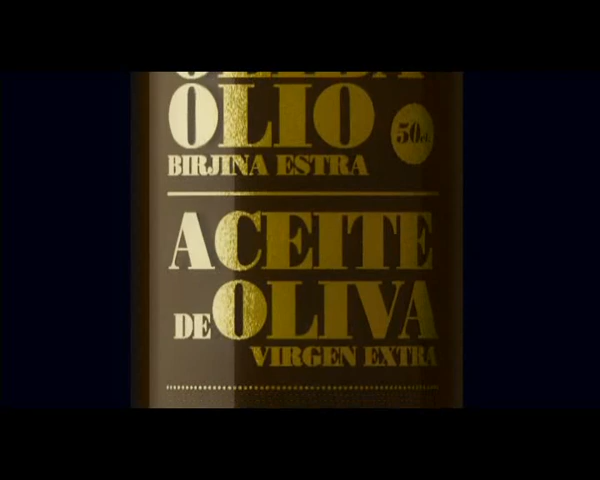 OLIO
50cl.
BIRJINA ESTRA
ACEITE
DE OLIVA
VIRGEN EXTRA